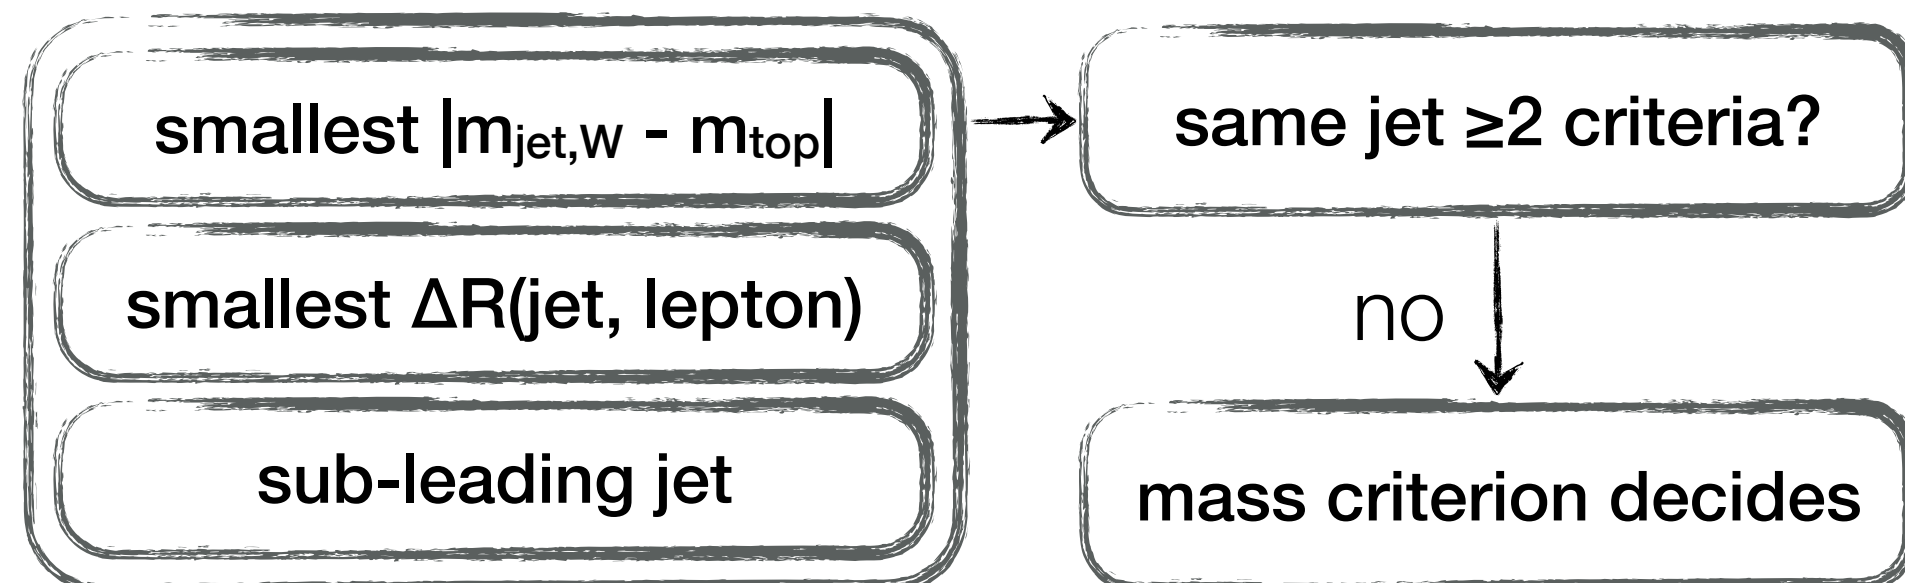 smallest |mjet,W - mtop|
smallest ΔR(jet, lepton)
sub-leading jet
same jet ≥2 criteria?
no
mass criterion decides